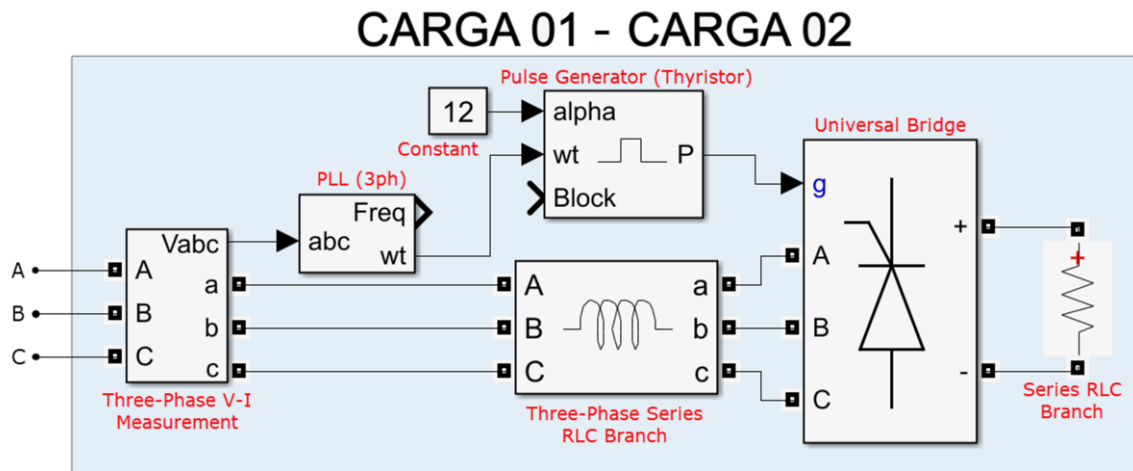 CARGA 01 - CARGA 02
Pulse Generator (Thyristor)
12
Constant
alpha
wt
P
Block
Universal Bridge
g
A
B
C
+
-
PLL (3ph)
Freq
abc
wt
A
B
C
Vabc
A
B
C
a
b
c
Three-Phase V-I
Measurement
A
B
C
a
b
c
Three-Phase Series
RLC Branch
+
Series RLC
Branch